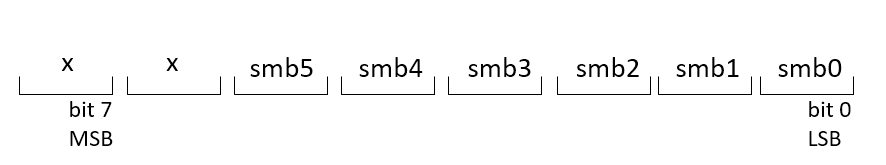 x x smb5 smb4 smb3 smb2 smb1 smb0
bit 7 bit 0
MSB LSB